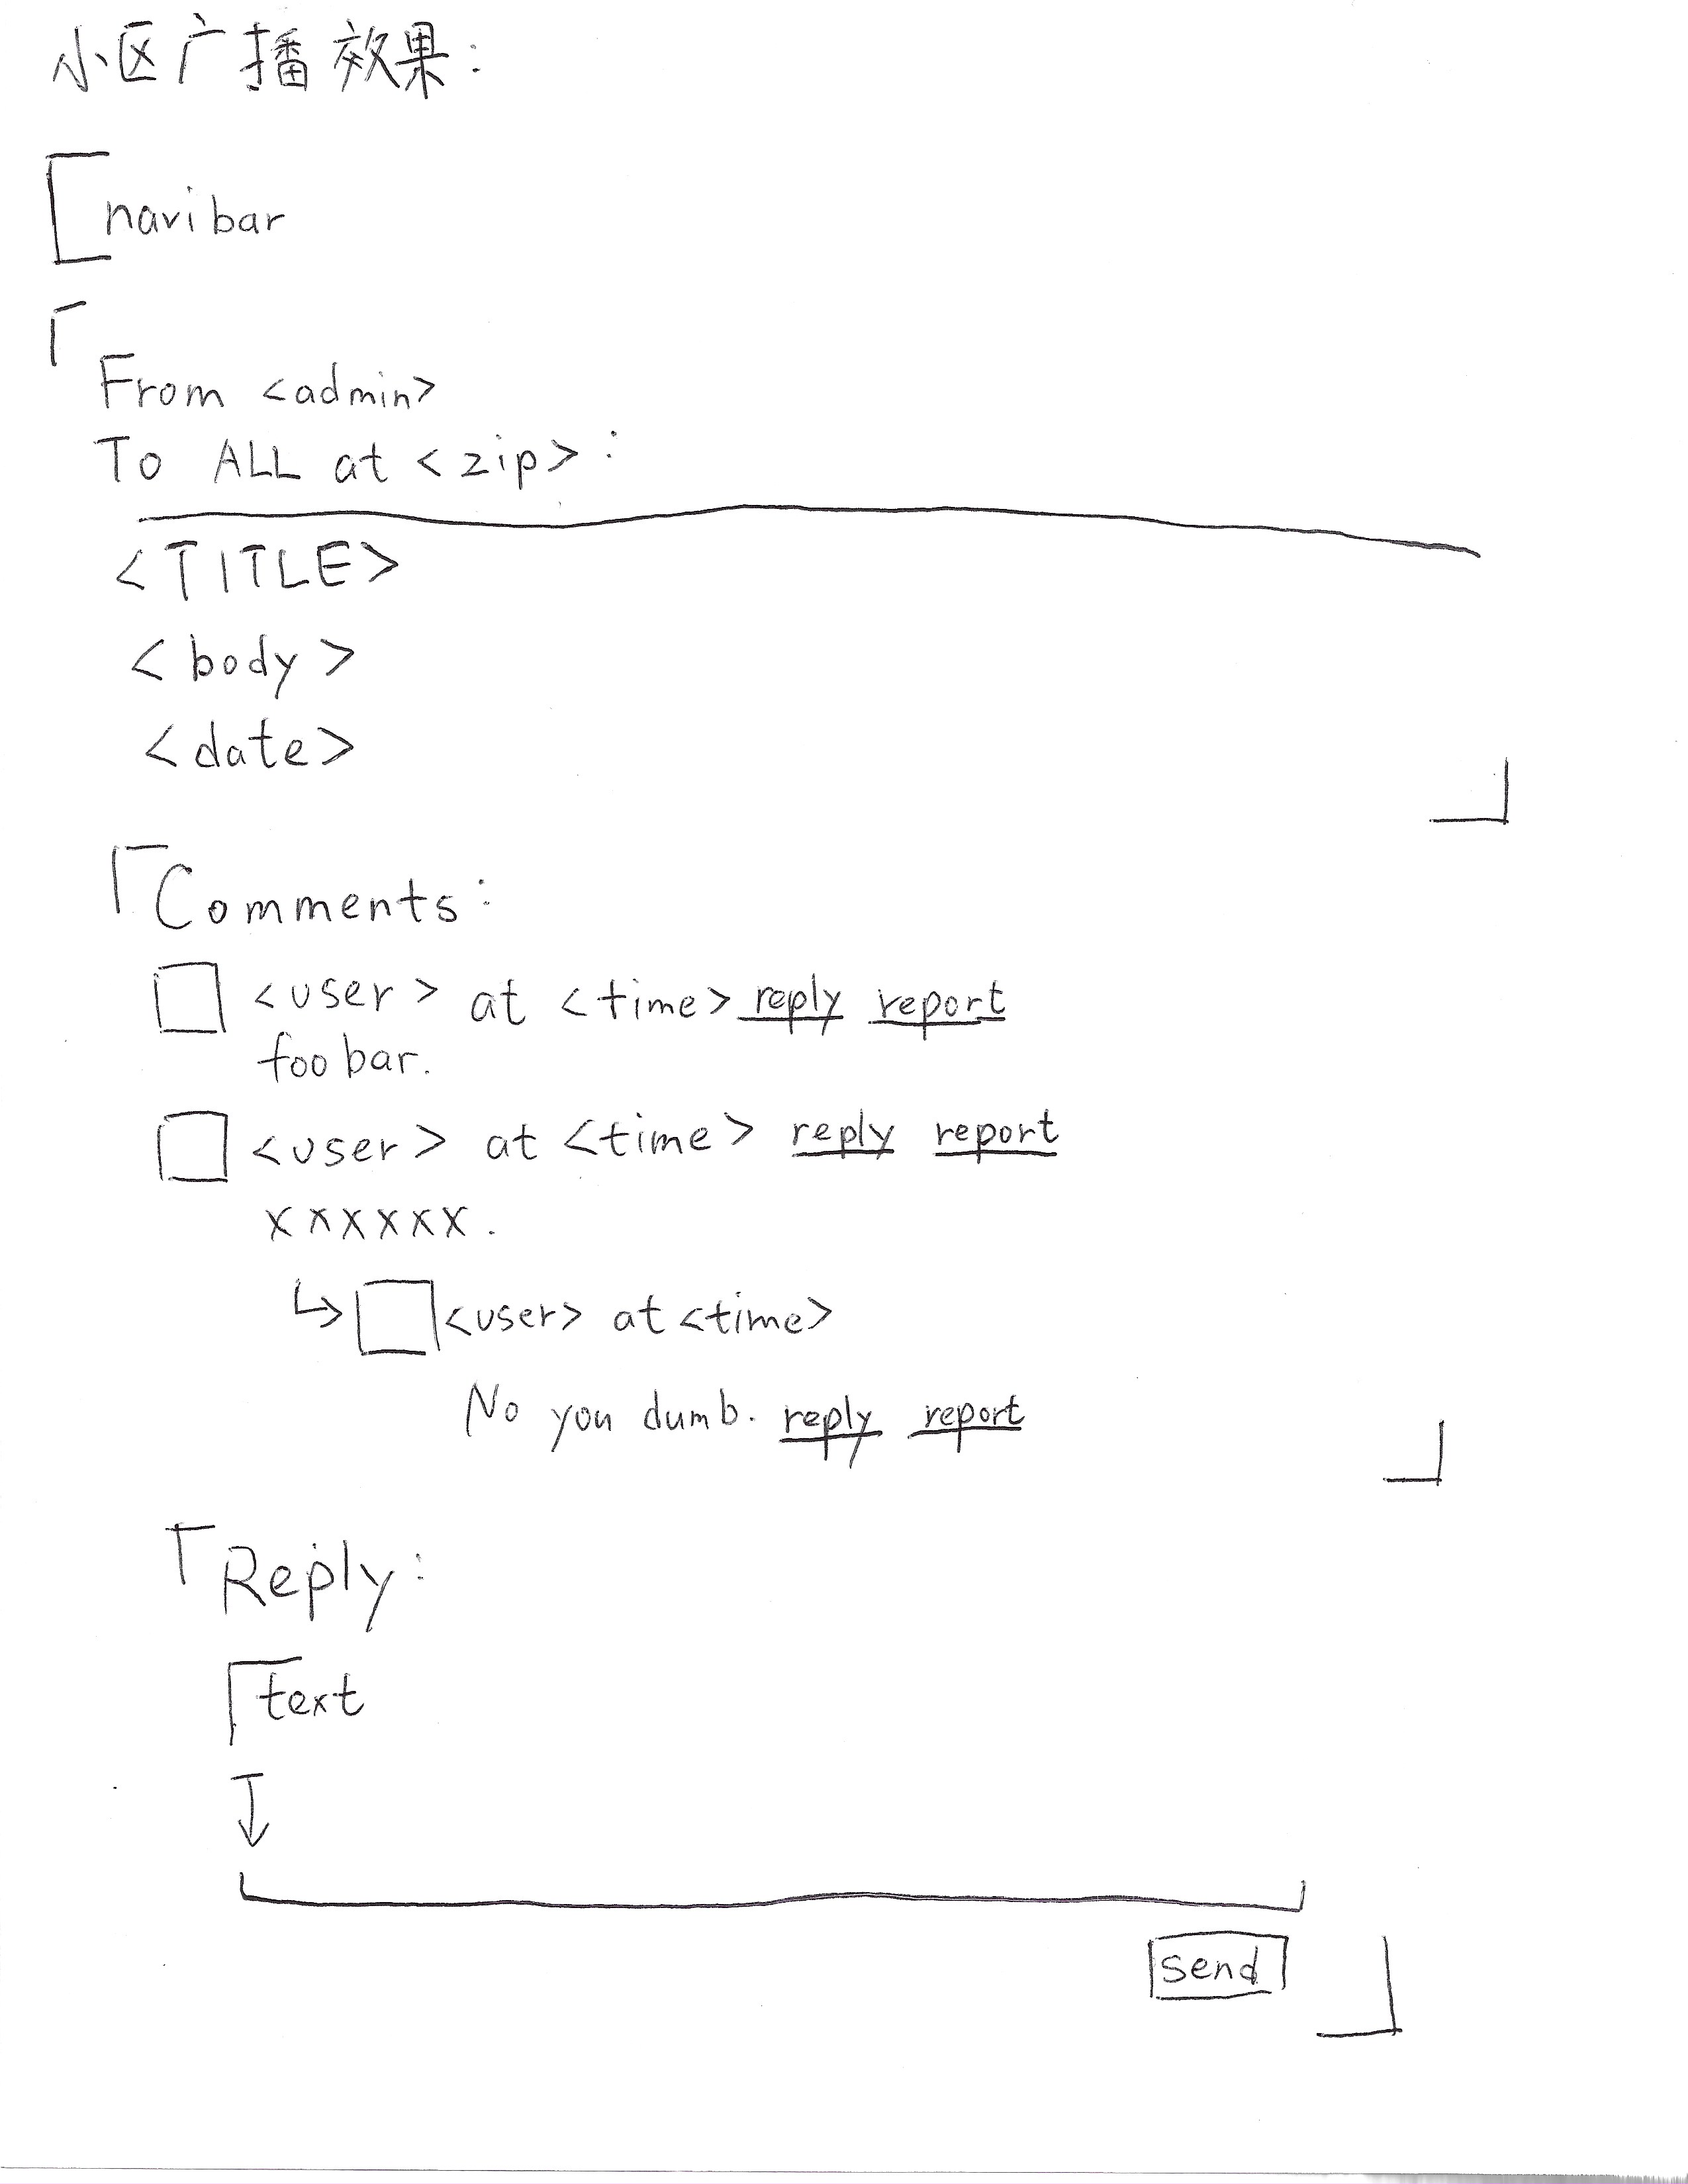 小区广播效果:
navibar
From <admin>
To ALL at <zip>:
<TITLE>
<body>
<date>
Comments:
<user> at <time> reply report
foobar.
<user> at <time> reply report
xxxxxx.
<user> at <time>
No you dumb. reply report
Reply:
text
send